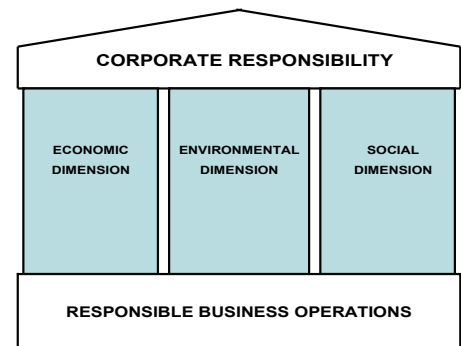 CORPORATE RESPONSIBILITY
ECONOMIC
DIMENSION
ENVIRONMENTAL
DIMENSION
SOCIAL
DIMENSION
RESPONSIBLE BUSINESS OPERATIONS